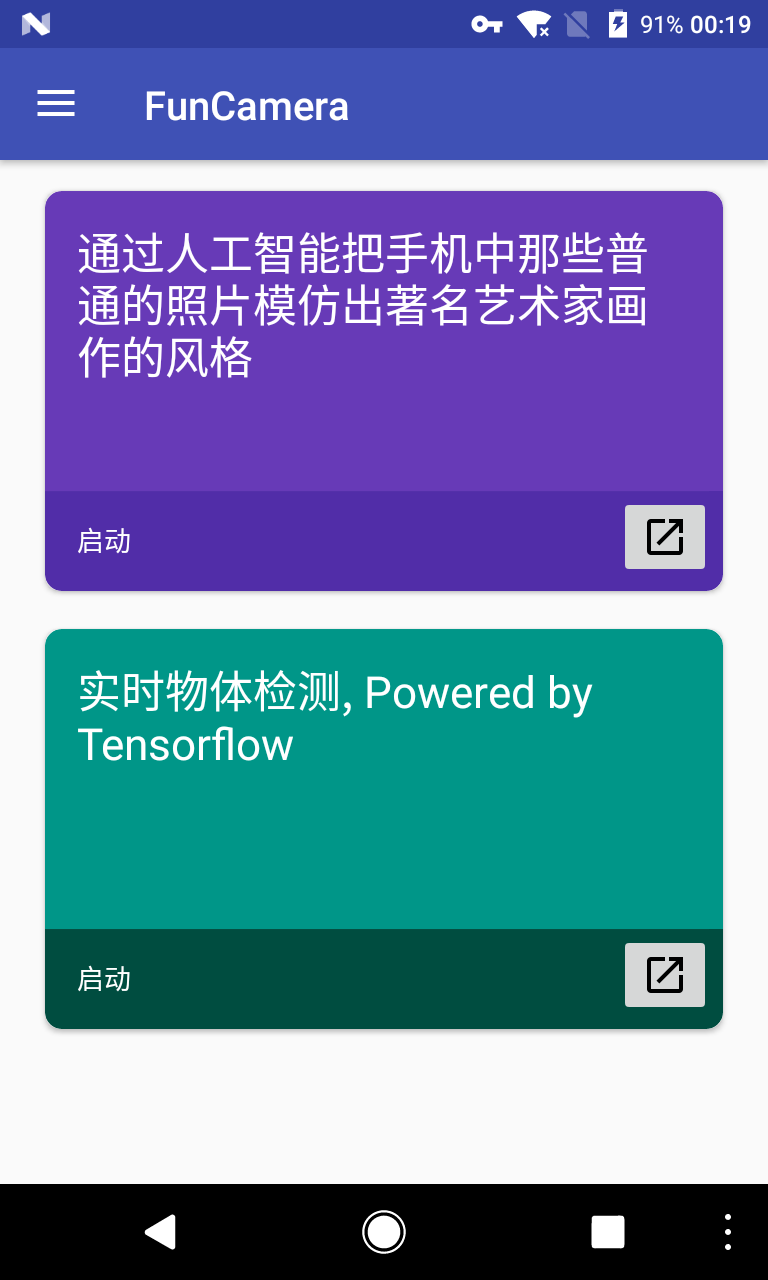 91% 00:19
FunCamera
通过人工智能把手机中那些普
通的照片模仿出著名艺术家画
作的风格
启动
实时物体检测, Powered by
Tensorflow
启动